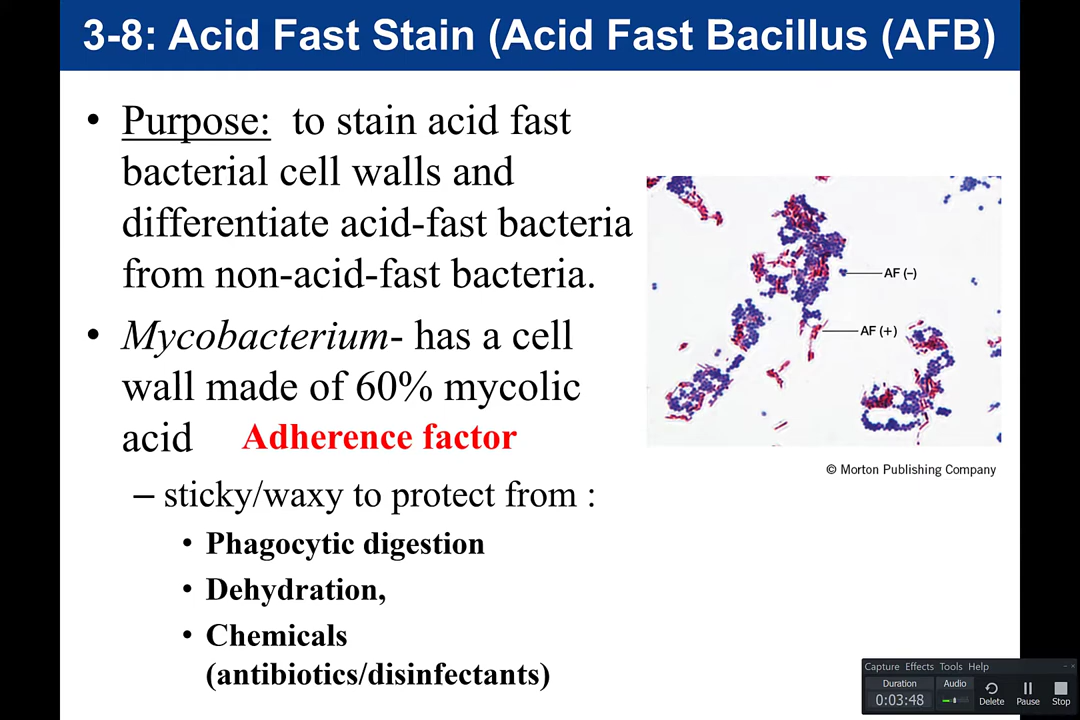 3-8: Acid Fast Stain (Acid Fast Bacillus (AFB)
• Purpose: to stain acid fast
bacterial cell walls and
differentiate acid-fast bacteria
from non-acid-fast bacteria.
• Mycobacterium- has a cell
wall made of 60% mycolic
acid Adherence factor
– sticky/waxy to protect from :
• Phagocytic digestion
• Dehydration,
• Chemicals
(antibiotics/disinfectants)
AF (–)
AF (+)
© Morton Publishing Company
Capture Effects Tools Help
Duration Audio
0:03:48 Delete Pause Stop